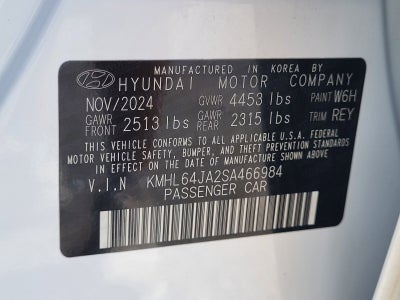 MANUFACTURED IN KOREA BY
HYUNDAI MOTOR COMPANY
NOV/2024 GVWR 4453 lbs PAINT W6H
GAWR FRONT 2513 lbs GAWR REAR 2315 lbs TRIM REY
THIS VEHICLE CONFORMS TO ALL APPLICABLE U.S.A. FEDERAL
MOTOR VEHICLE SAFETY, BUMPER, AND THEFT PREVENTION STANDARDS
IN EFFECT ON THE DATE OF MANUFACTURE SHOWN ABOVE.
V.I.N KMHL64JA2SA466984
PASSENGER CAR